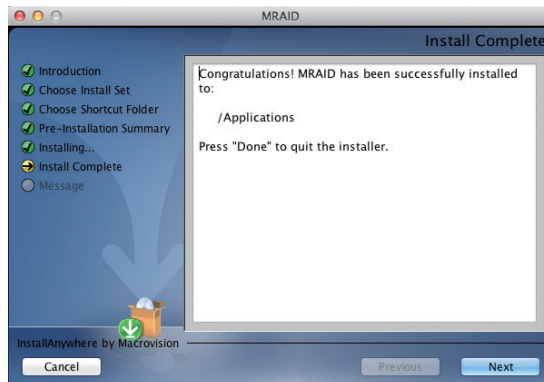 MRAID
Install Complete
Introduction
Choose Install Set
Choose Shortcut Folder
Pre-Installation Summary
Installing...
Install Complete
Message
Congratulations! MRAID has been successfully installed
to:
/Applications
Press "Done" to quit the installer.
InstallAnywhere by Macrovision
Cancel
Previous
Next